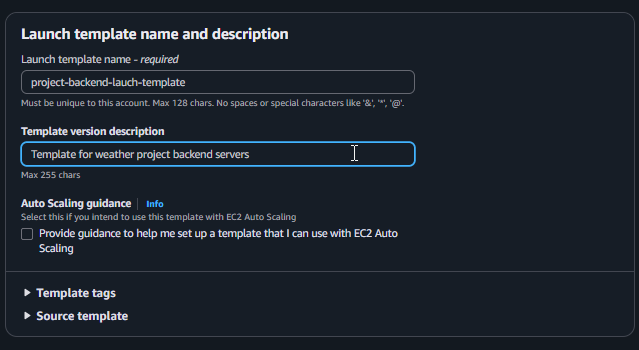 Launch template name and description
Launch template name - required
project-backend-lauch-template
Must be unique to this account. Max 128 chars. No spaces or special characters like '&', '*', '@'.
Template version description
Template for weather project backend servers
Max 255 chars
Auto Scaling guidance | Info
Select this if you intend to use this template with EC2 Auto Scaling
Provide guidance to help me set up a template that I can use with EC2 Auto
Scaling
Template tags
Source template